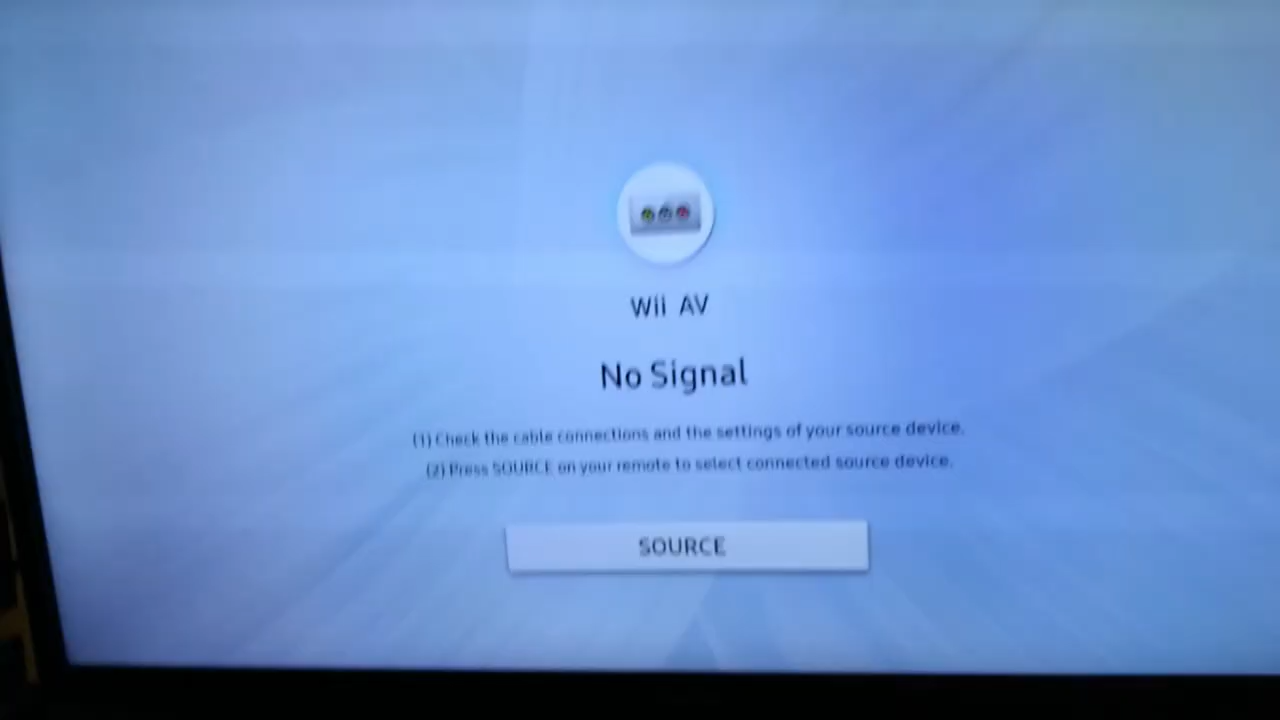 Wii AV
No Signal
(1) Check the cable connections and the settings of your source device.
(2) Press SOURCE on your remote to select connected source device.
SOURCE